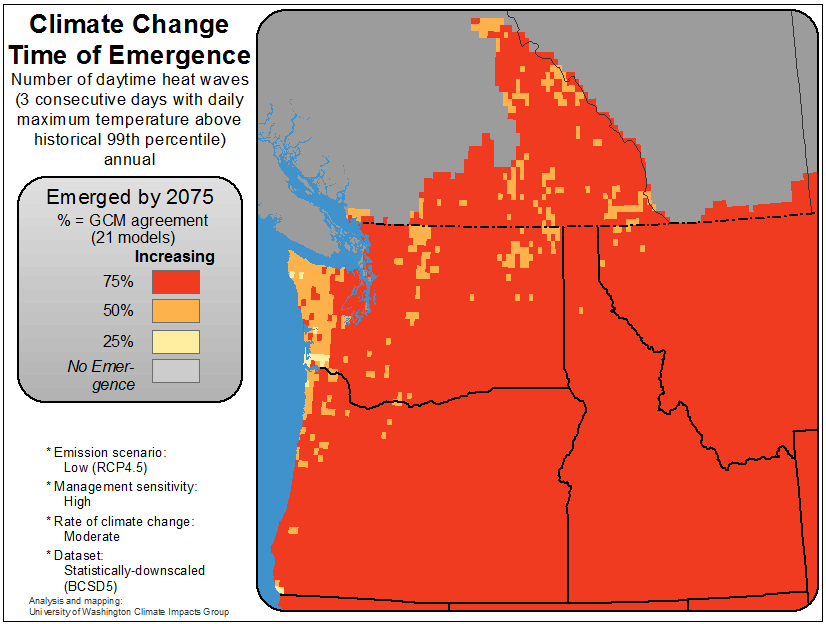 Climate Change
Time of Emergence
Number of daytime heat waves
(3 consecutive days with daily
maximum temperature above
historical 99th percentile)
annual
Emerged by 2075
% = GCM agreement
(21 models)
Increasing
75%
50%
25%
No Emer-
gence
* Emission scenario:
Low (RCP4.5)
* Management sensitivity:
High
* Rate of climate change:
Moderate
* Dataset:
Statistically-downscaled
(BCSD5)
Analysis and mapping:
University of Washington Climate Impacts Group